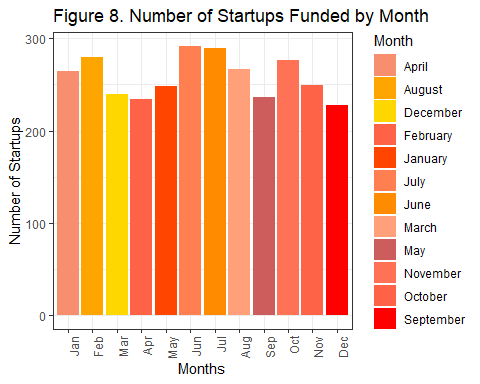 Figure 8. Number of Startups Funded by Month
300
200
100
0
Number of Startups
Jan
Feb
Mar
Apr
May
Jun
Jul
Aug
Sep
Oct
Nov
Dec
Months
Month
April
August
December
February
January
July
June
March
May
November
October
September